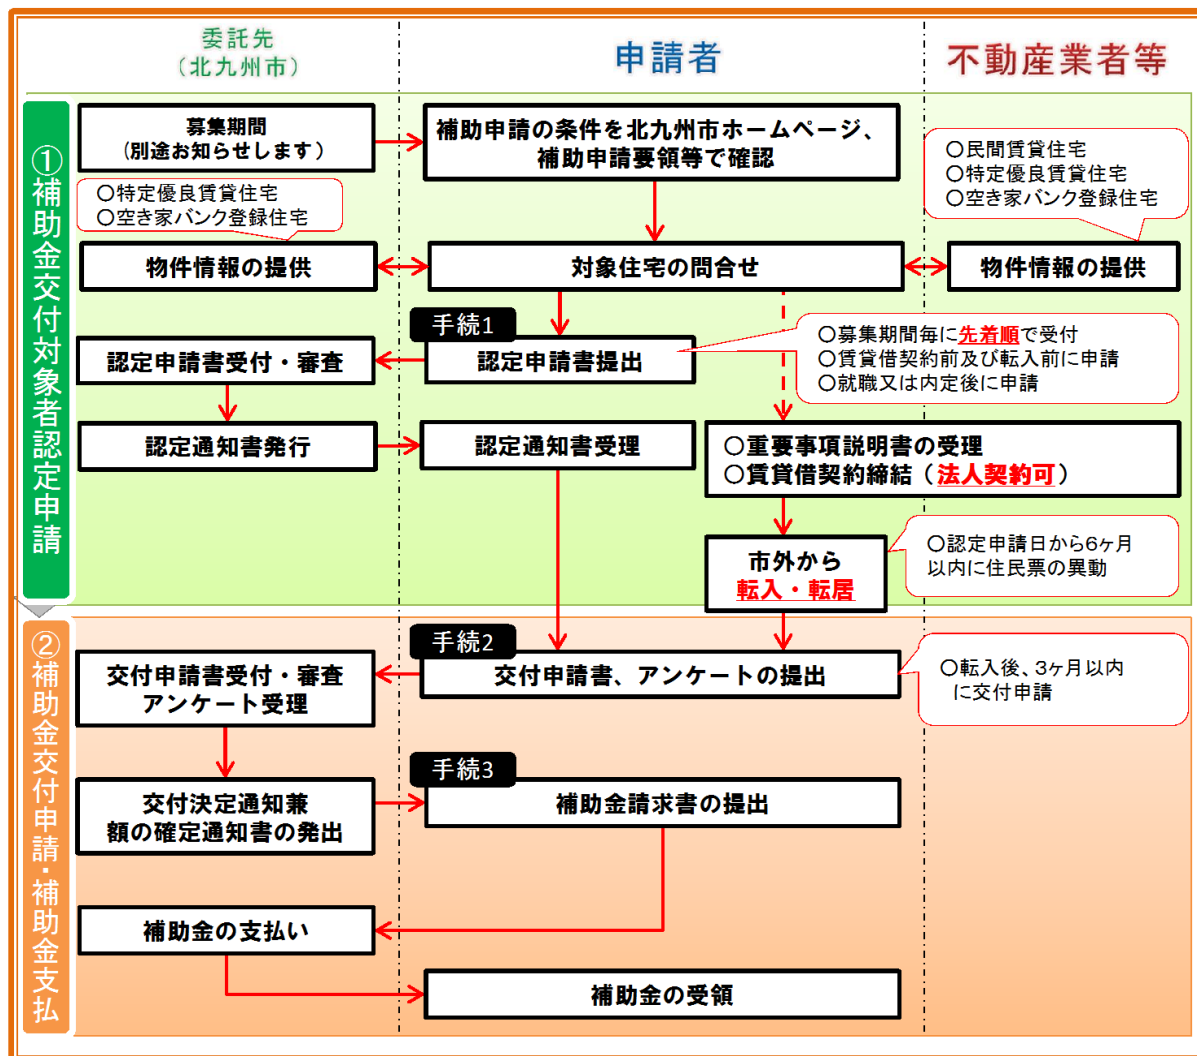 委託先
(北九州市)
申請者
不動産業者等
①補助金交付対象者認定申請
募集期間
(別途お知らせします)
補助申請の条件を北九州市ホームページ、
補助申請要領等で確認
○民間賃貸住宅
○特定優良賃貸住宅
○空き家バンク登録住宅
○特定優良賃貸住宅
○空き家バンク登録住宅
物件情報の提供
対象住宅の問合せ
物件情報の提供
手続1
認定申請書受付・審査
認定申請書提出
○募集期間毎に先着順で受付
○賃貸借契約前及び転入前に申請
○就職又は内定後に申請
認定通知書発行
認定通知書受理
○重要事項説明書の受理
○賃貸借契約締結(法人契約可)
市外から
転入・転居
○認定申請日から6ヶ月
以内に住民票の異動
②補助金交付申請・補助金支払
手続2
交付申請書受付・審査
アンケート受理
交付申請書、アンケートの提出
○転入後、3ヶ月以内
に交付申請
手続3
交付決定通知兼
額の確定通知書の発出
補助金請求書の提出
補助金の支払い
補助金の受領